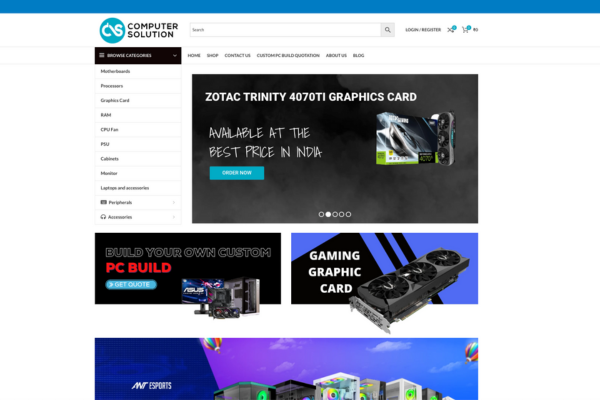 COMPUTER
SOLUTION
Search
LOGIN / REGISTER
0
0
₹0
BROWSE CATEGORIES
HOME
SHOP
CONTACT US
CUSTOM PC BUILD QUOTATION
ABOUT US
BLOG
Motherboards
Processors
Graphics Card
RAM
CPU Fan
PSU
Cabinets
Monitor
Laptops and accessories
Peripherals
Accessories
ZOTAC TRINITY 4070TI GRAPHICS CARD
AVAILABLE AT THE
BEST PRICE IN INDIA
ORDER NOW
BUILD YOUR OWN CUSTOM
PC BUILD
GET QUOTE
GAMING
GRAPHIC
CARD
ANT ESPORTS